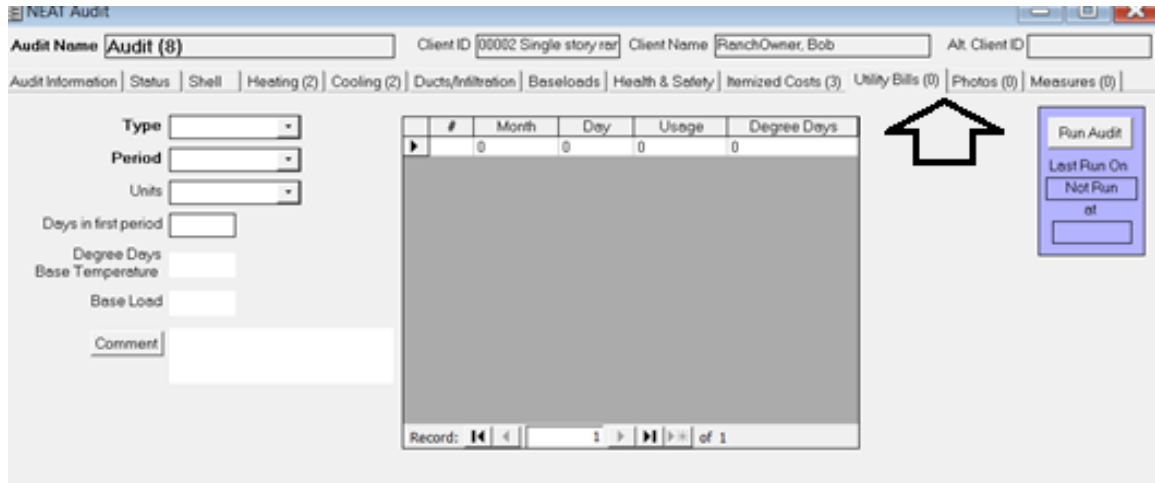 NEAT Audit
Audit Name Audit (8) Client ID 00002 Single story ran Client Name RanchOwner, Bob Alt. Client ID
Audit Information Status Shell Heating (2) Cooling (2) Ducts/Infiltration Baseloads Health & Safety Itemized Costs (3) Utility Bills (0) Photos (0) Measures (0)
Type
Period
Units
Days in first period
Degree Days
Base Temperature
Base Load
Comment
# Month Day Usage Degree Days
0 0 0 0
Record: 1 of 1
Run Audit
Last Run On
Not Run
at